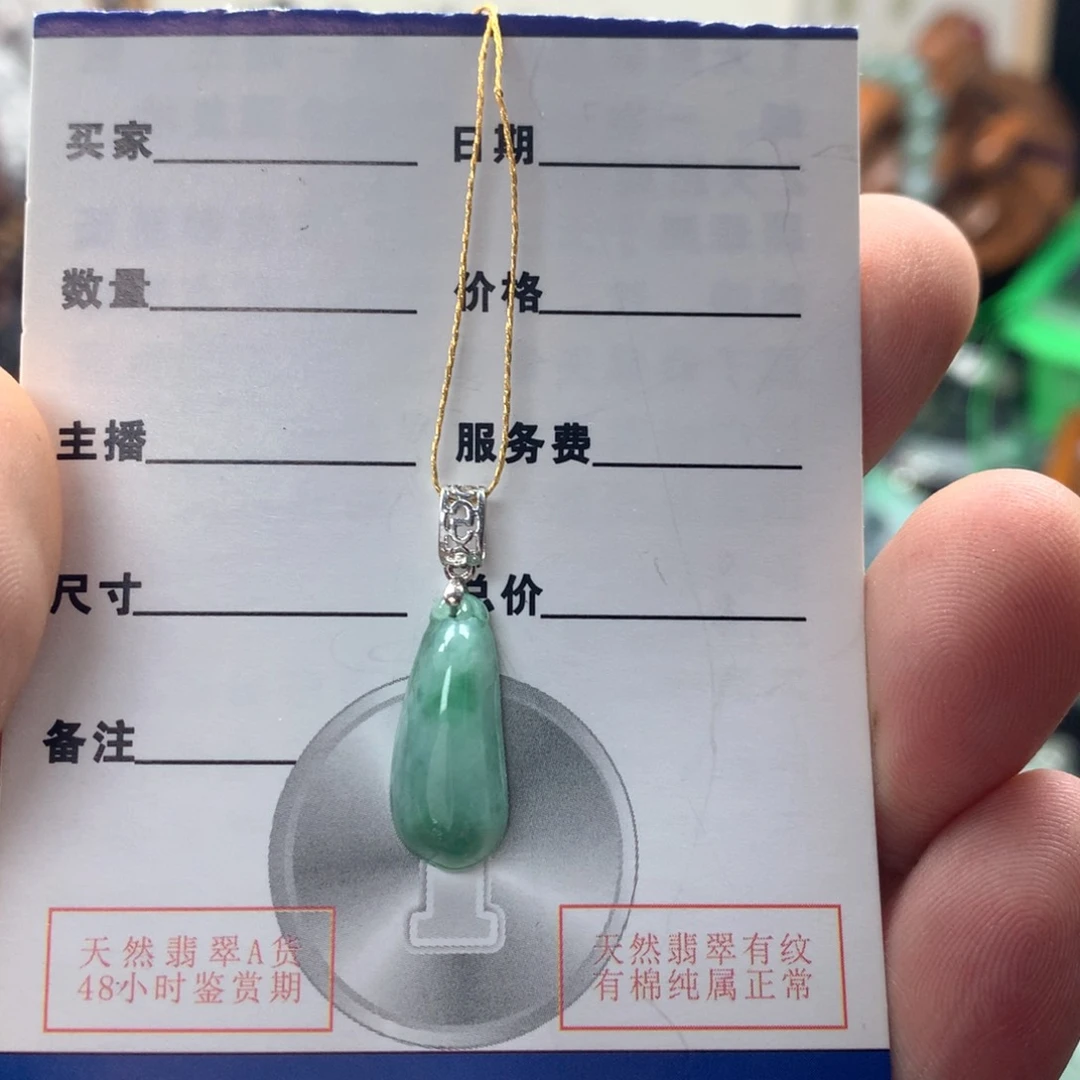 买家 日期
数量 价格
主播 服务费
尺寸 总价
备注
天然翡翠A货
48小时鉴赏期
天然翡翠有纹
有棉纯属正常